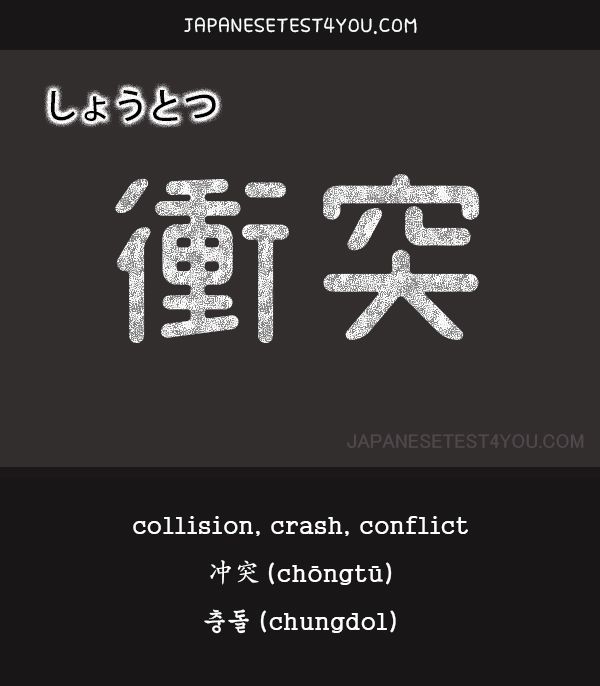 JAPANESETEST4YOU.COM
しょうとつ
衝突
JAPANESETEST4YOU.COM
collision, crash, conflict
冲突 (chōngtū)
충돌 (chungdol)